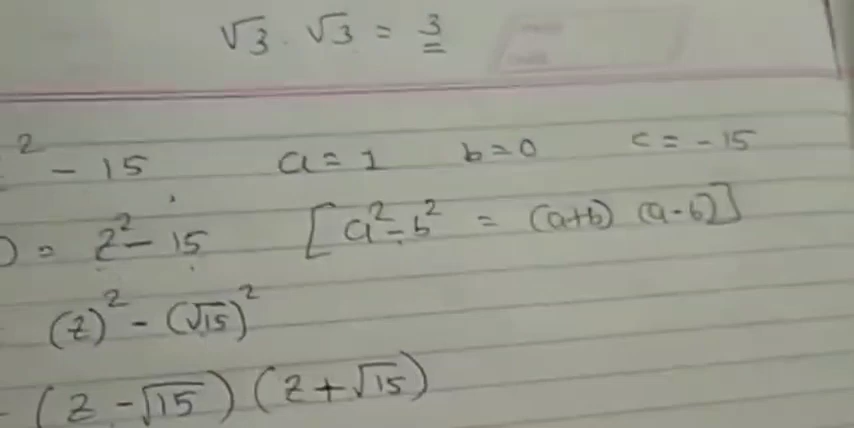 √3 . √3 = 3
² - 15 a = 1 b = 0 c = - 15
) = z² - 15 [a² - b² = (a+b) (a-b)]
(z)² - (√15)²
(z - √15) (z + √15)